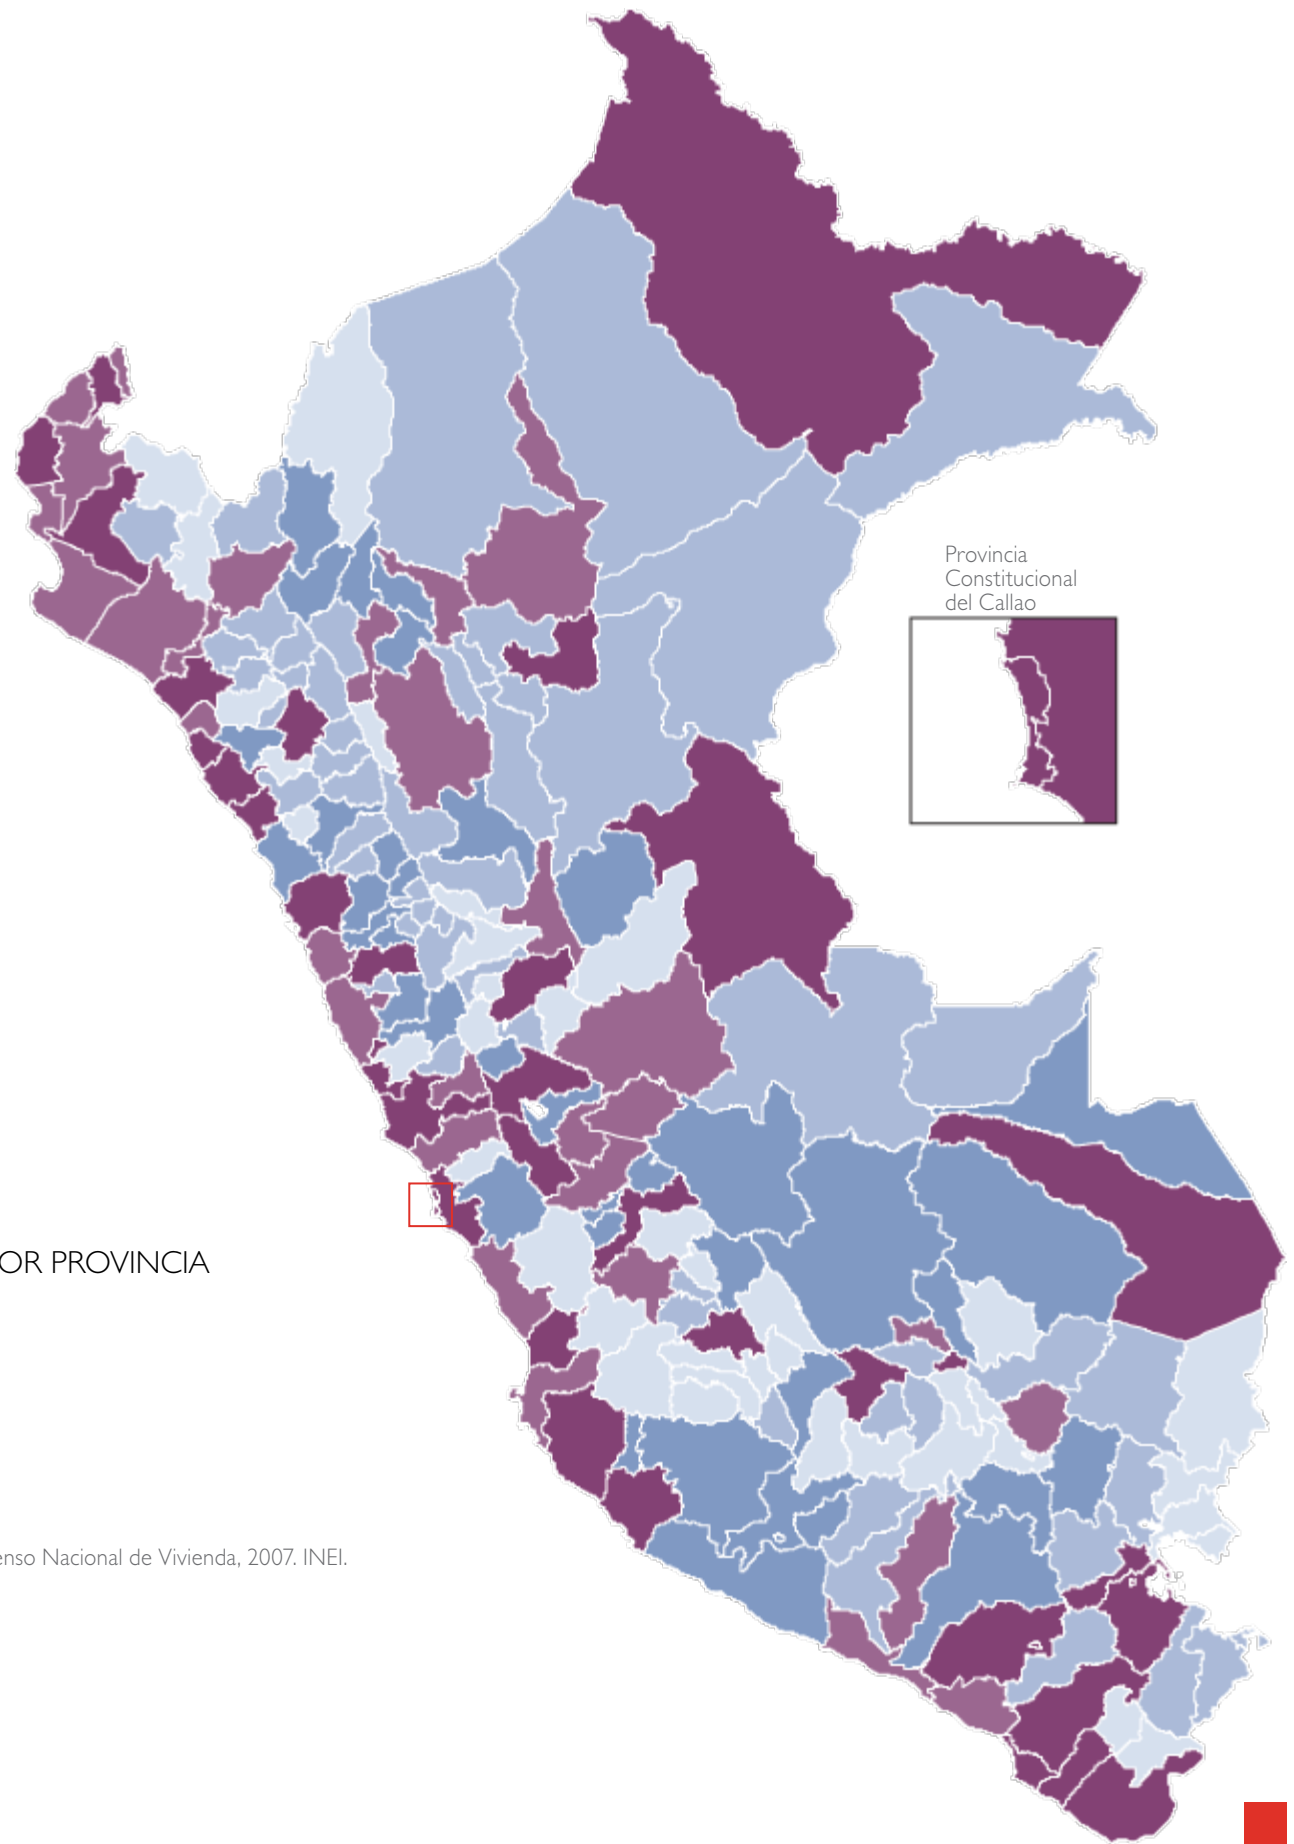 Provincia
Constitucional
del Callao
OR PROVINCIA
enso Nacional de Vivienda, 2007. INEI.